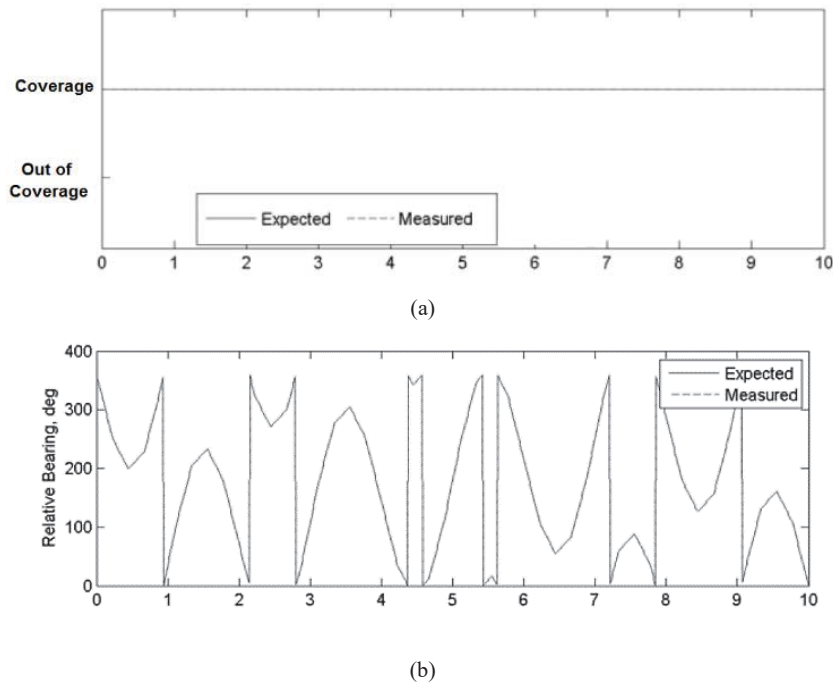 Coverage
Out of
Coverage
Expected Measured
0 1 2 3 4 5 6 7 8 9 10
(a)
400
300
200
100
0
Relative Bearing, deg
Expected
Measured
0 1 2 3 4 5 6 7 8 9 10
(b)